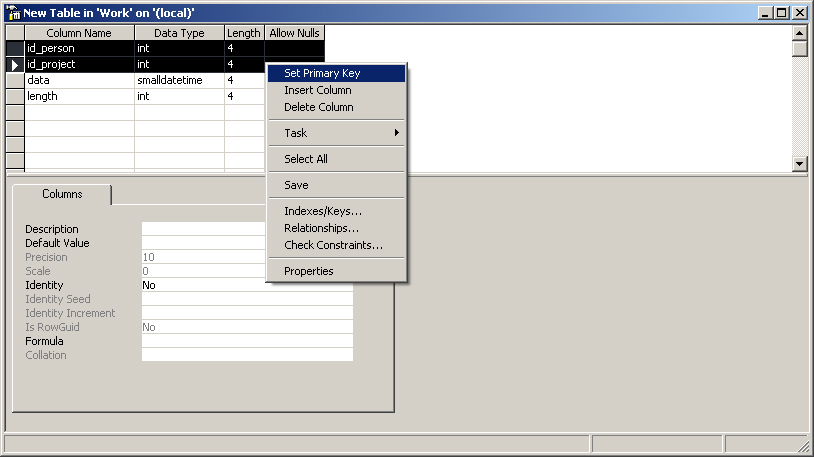 New Table in 'Work' on '(local)'
Column Name Data Type Length Allow Nulls
id_person int 4
id_project int 4
data smalldatetime 4
length int 4
Set Primary Key
Insert Column
Delete Column
Task
Select All
Save
Indexes/Keys...
Relationships...
Check Constraints...
Properties
Columns
Description
Default Value
Precision 10
Scale 0
Identity No
Identity Seed
Identity Increment
Is RowGuid No
Formula
Collation